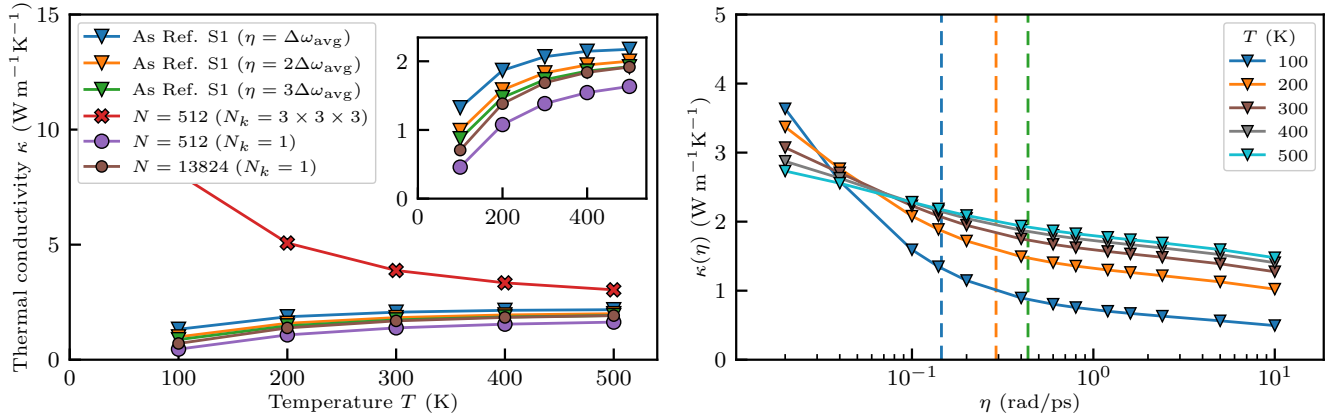 Thermal conductivity κ (W m⁻¹K⁻¹)
15
10
5
0
As Ref. S1 (η = Δω_avg)
As Ref. S1 (η = 2Δω_avg)
As Ref. S1 (η = 3Δω_avg)
N = 512 (N_k = 3 × 3 × 3)
N = 512 (N_k = 1)
N = 13824 (N_k = 1)
2
1
0
0 200 400
0 100 200 300 400 500
Temperature T (K)
κ(η) (W m⁻¹K⁻¹)
5
4
3
2
1
0
T (K)
100
200
300
400
500
10⁻¹ 10⁰ 10¹
η (rad/ps)